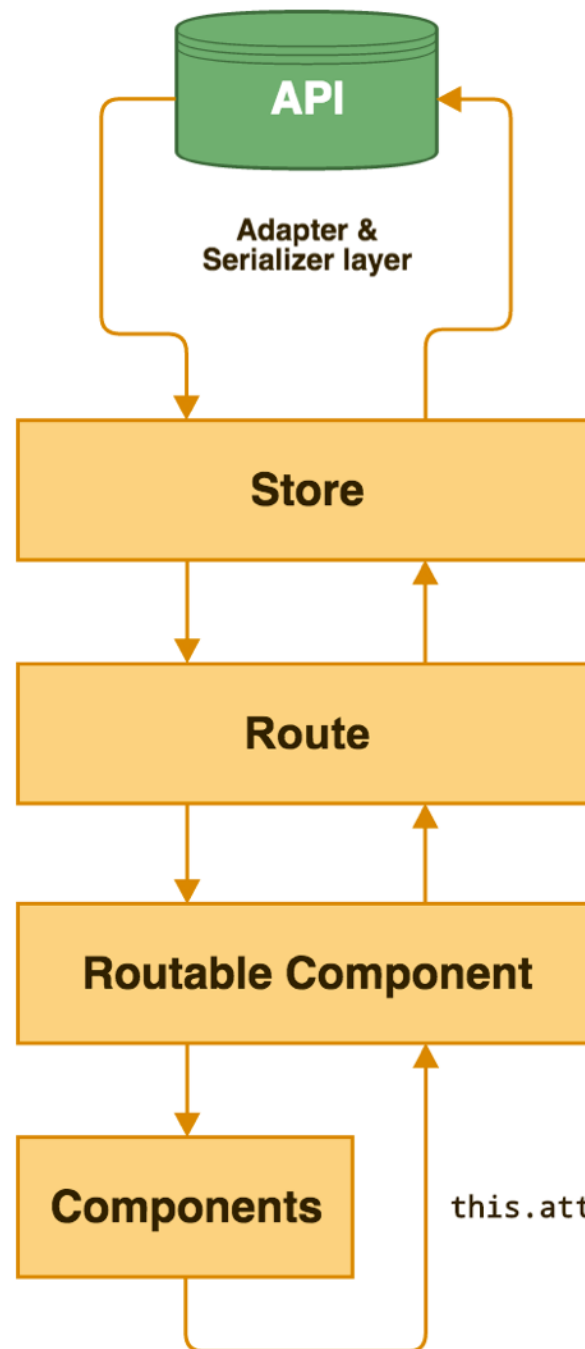 API
Adapter &
Serializer layer
Store
Route
Routable Component
Components
this.att